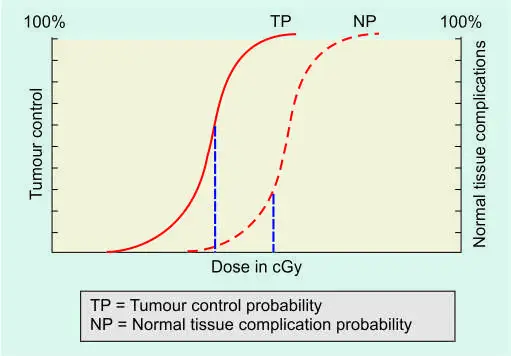 100% TP NP 100%
Tumour control
Normal tissue complications
Dose in cGy
TP = Tumour control probability
NP = Normal tissue complication probability